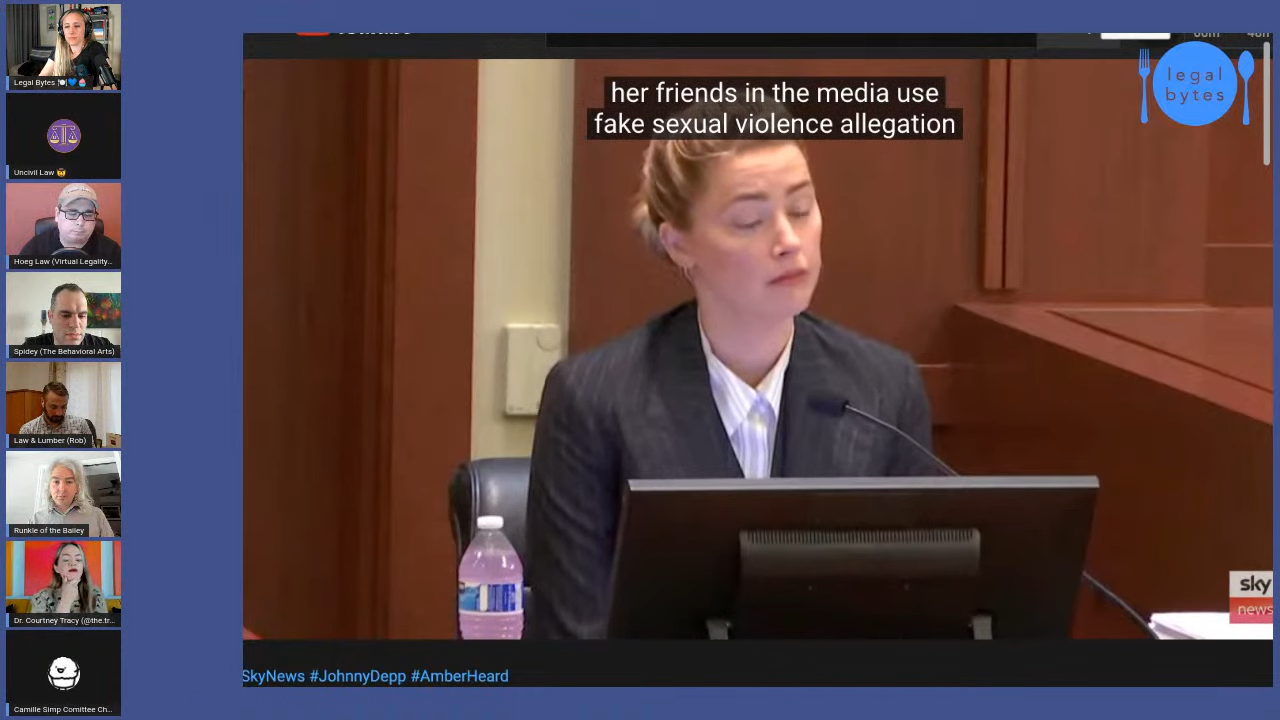 Legal Bytes
Uncivil Law
Hoeg Law (Virtual Legality..
Spidey (The Behavioral Arts)
Law & Lumber (Rob)
Runkle of the Bailey
Dr. Courtney Tracy (@the.tr...
Camille Simp Comittee Ch...
her friends in the media use
fake sexual violence allegation
legal
bytes
sky
news
SkyNews #JohnnyDepp #AmberHeard